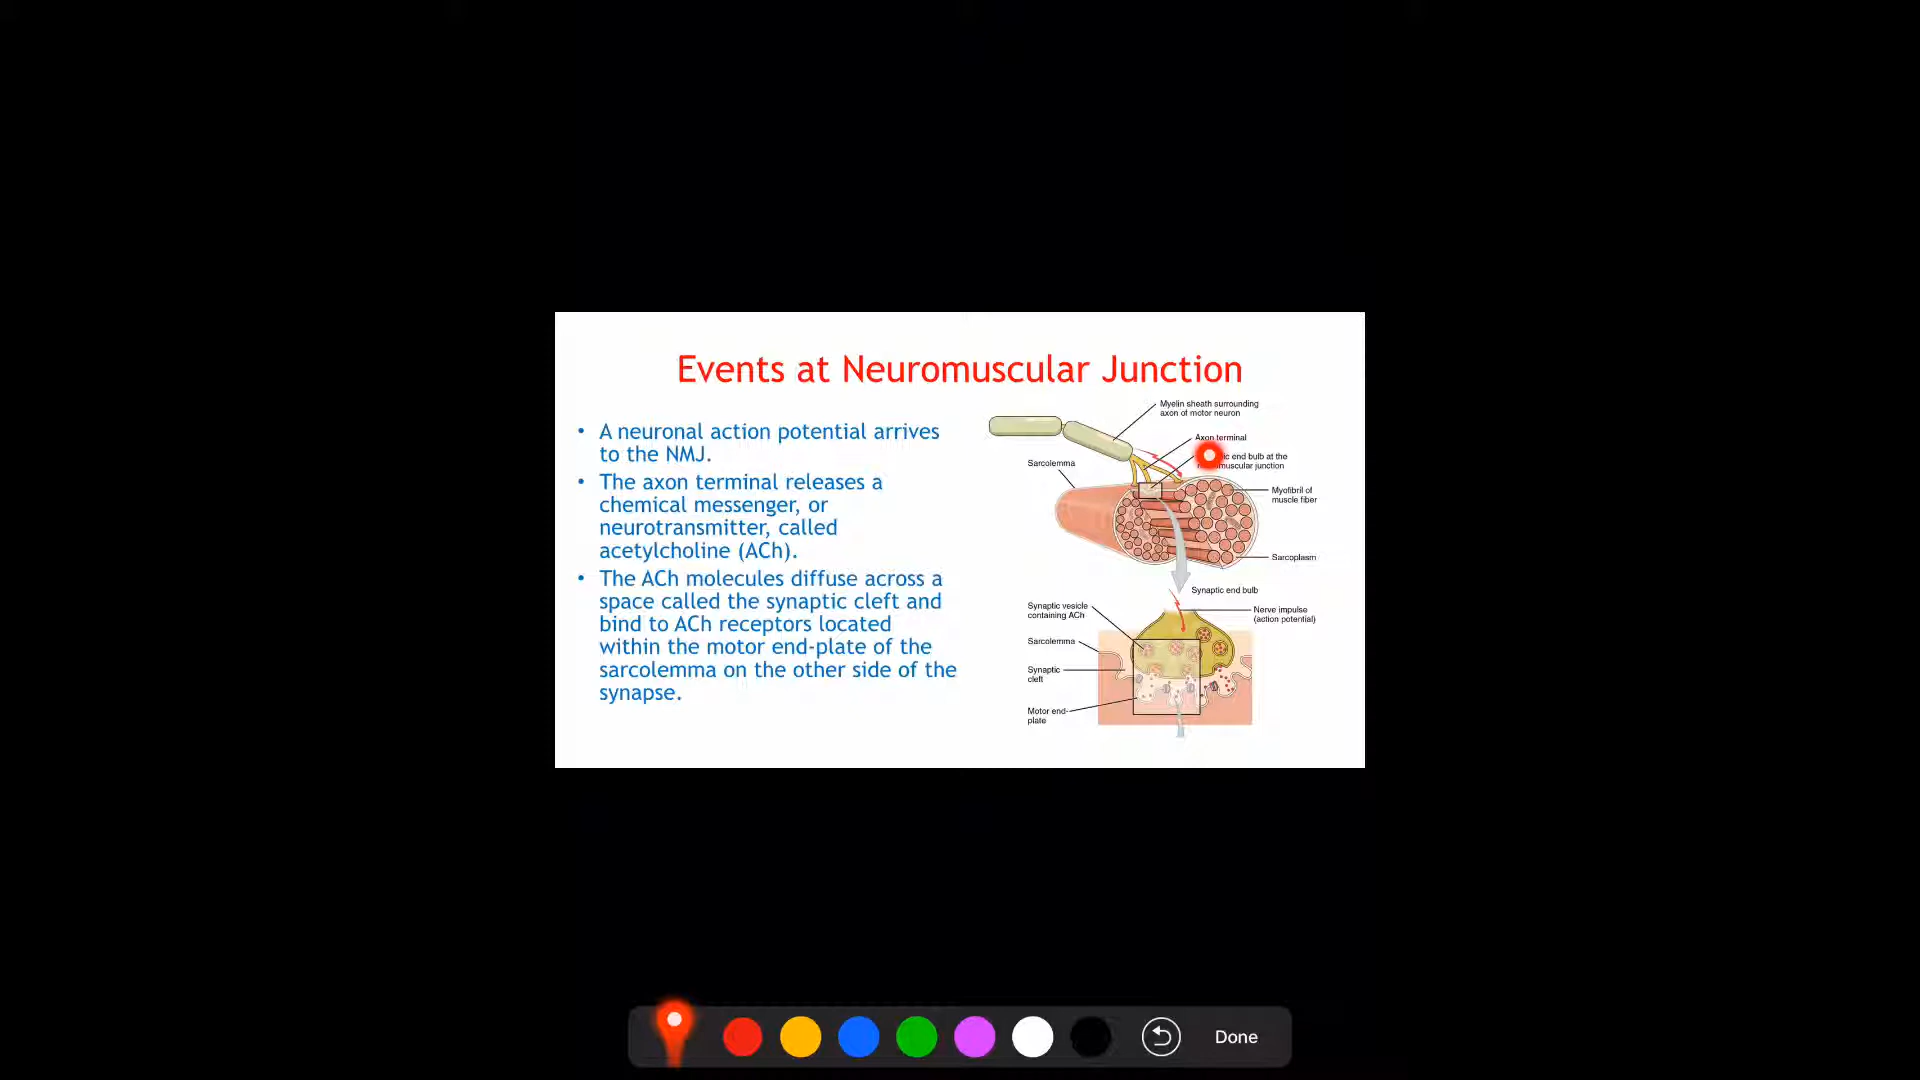 Events at Neuromuscular Junction
• A neuronal action potential arrives
to the NMJ.
• The axon terminal releases a
chemical messenger, or
neurotransmitter, called
acetylcholine (ACh).
• The ACh molecules diffuse across a
space called the synaptic cleft and
bind to ACh receptors located
within the motor end-plate of the
sarcolemma on the other side of the
synapse.
Myelin sheath surrounding
axon of motor neuron
Axon terminal
end bulb at the
junction
Sarcolemma
Myofibril of
muscle fiber
Sarcoplasm
Synaptic end bulb
Synaptic vesicle
containing ACh
Nerve impulse
(action potential)
Sarcolemma
Synaptic
cleft
Motor end-
plate
Done